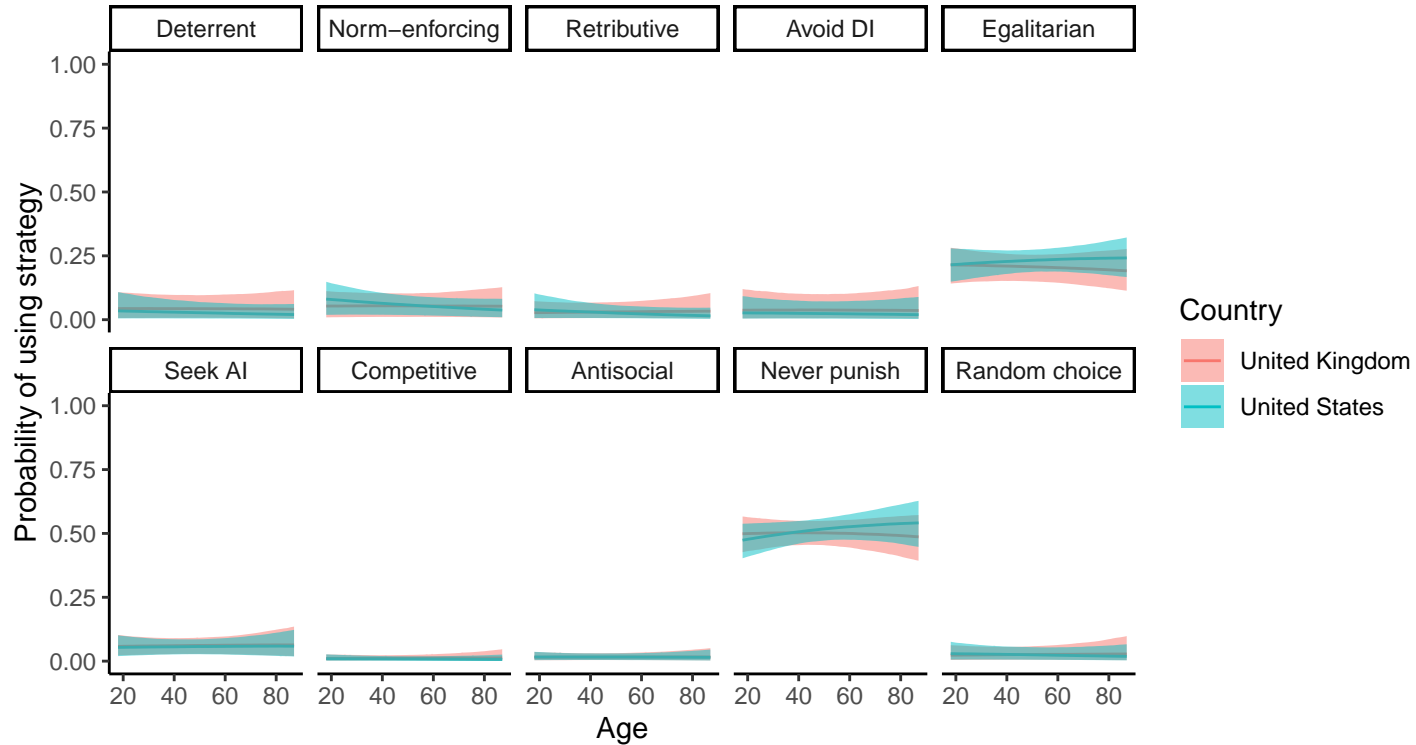 Deterrent Norm−enforcing Retributive Avoid DI Egalitarian
1.00
0.75
0.50
0.25
0.00
Probability of using strategy
Seek AI Competitive Antisocial Never punish Random choice
1.00
0.75
0.50
0.25
0.00
20 40 60 80 20 40 60 80 20 40 60 80 20 40 60 80 20 40 60 80
Age
Country
United Kingdom
United States